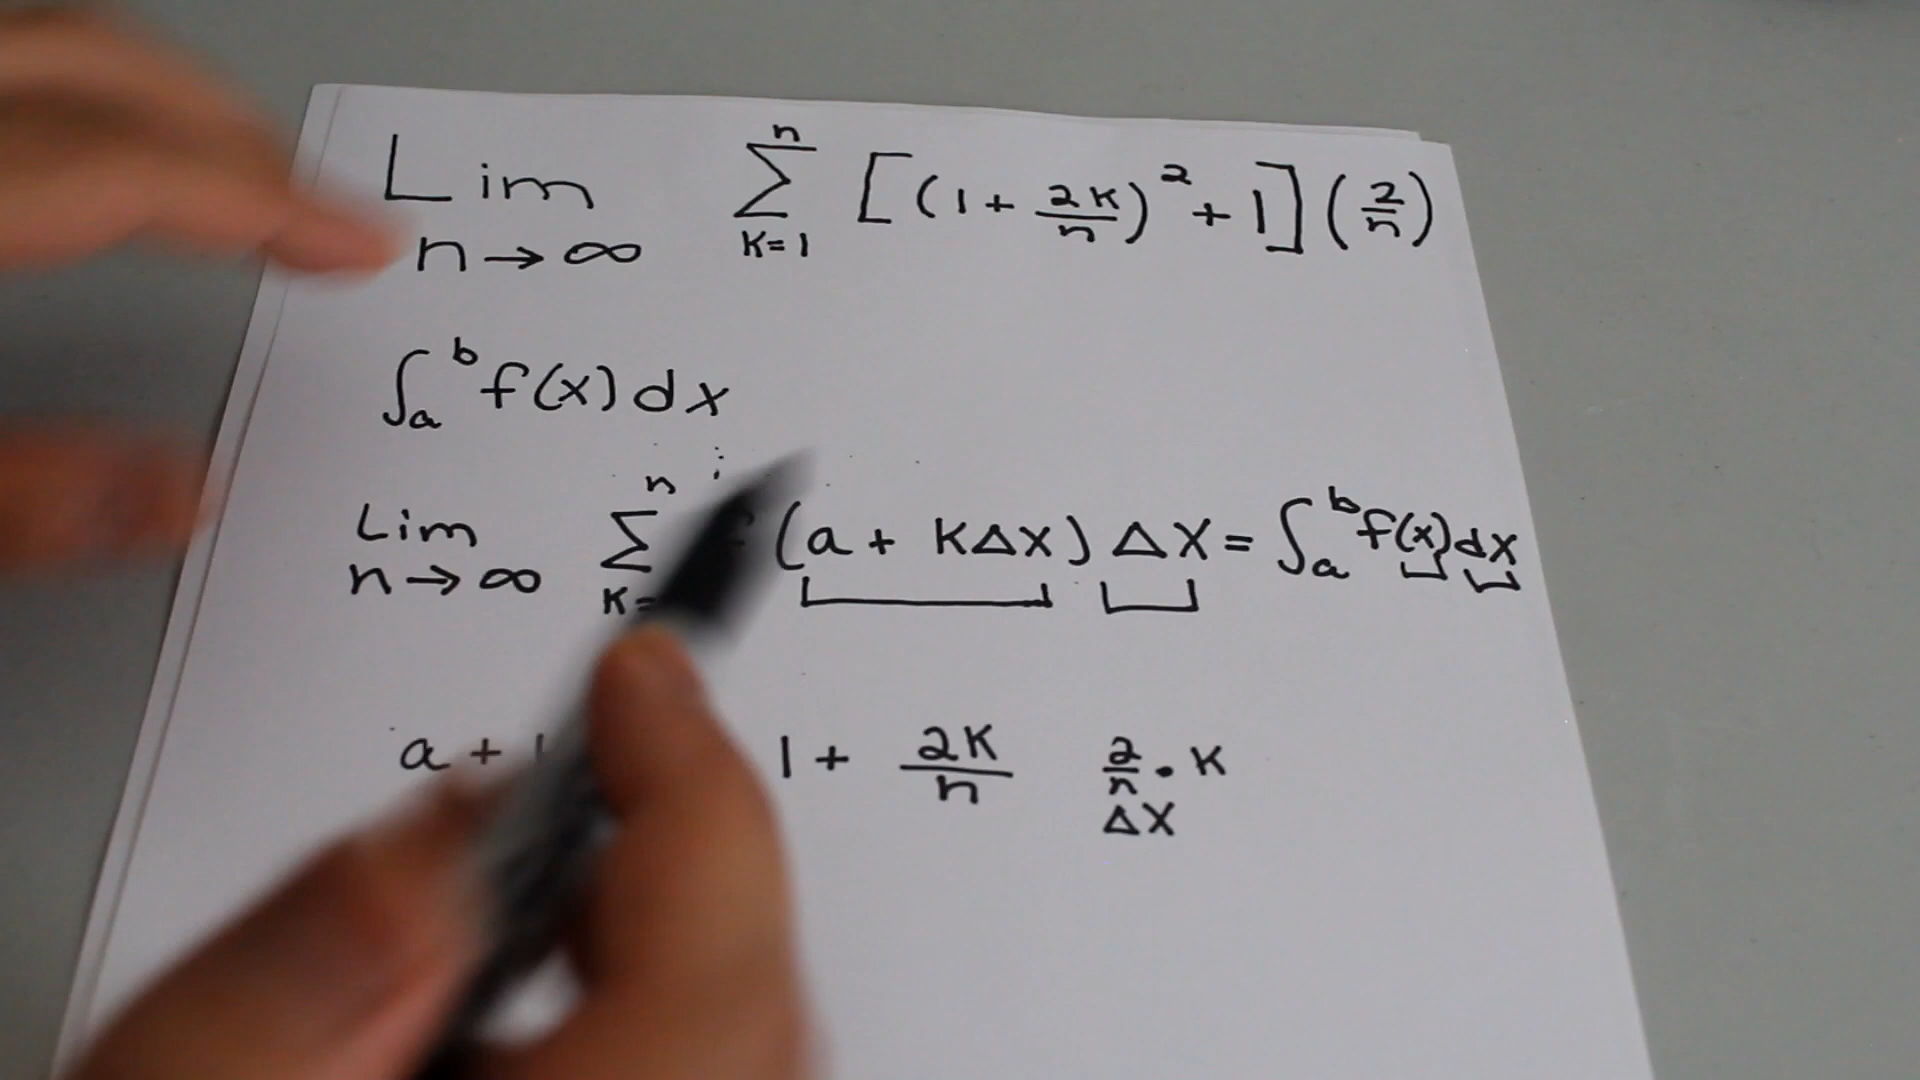 Lim n→∞ n Σ K=1 [(1+2K/n)²+1](2/n)
∫ₐᵇ f(x)dx
Lim n→∞ n Σ K= (a + KΔX) ΔX = ∫ₐᵇ f(x)dx
a + 1 + 2K/n 2/n · K
ΔX